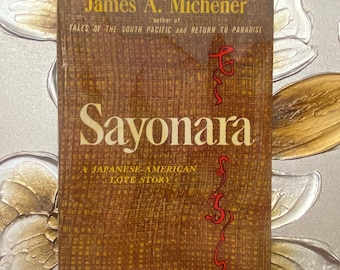 James A. Michener
author of
TALES OF THE SOUTH PACIFIC and RETURN TO PARADISE
Sayonara
A JAPANESE-AMERICAN
LOVE STORY